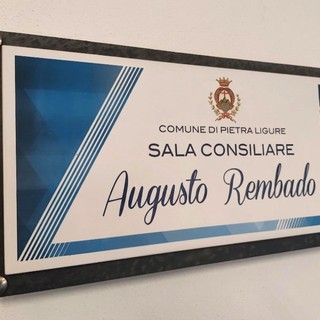 COMUNE DI PIETRA LIGURE
SALA CONSILIARE
Augusto Rembado